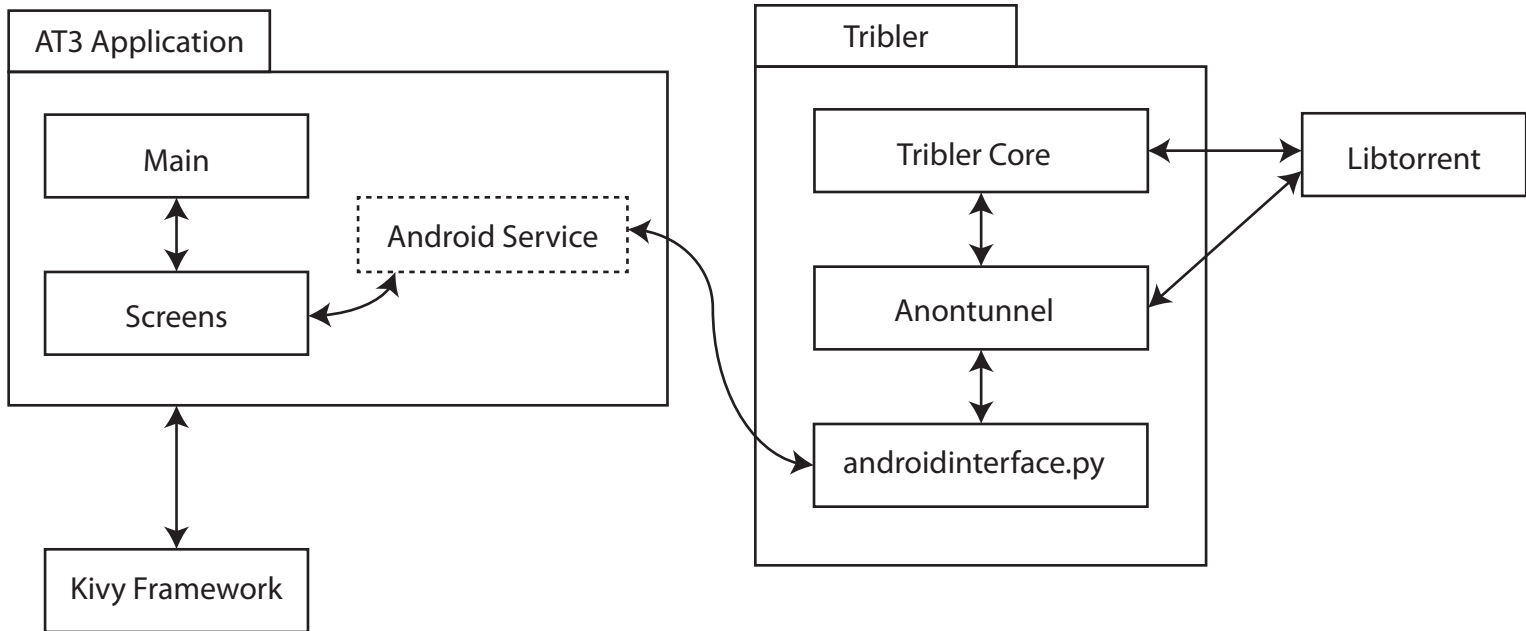 AT3 Application
Main
Android Service
Screens
Kivy Framework
Tribler
Tribler Core
Anontunnel
androidinterface.py
Libtorrent